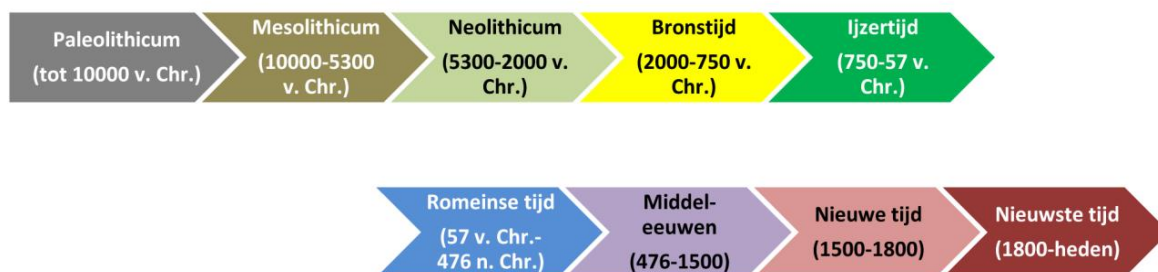 Paleolithicum
(tot 10000 v. Chr.)
Mesolithicum
(10000-5300
v. Chr.)
Neolithicum
(5300-2000 v.
Chr.)
Bronstijd
(2000-750 v.
Chr.)
Ijzertijd
(750-57 v.
Chr.)
Romeinse tijd
(57 v. Chr.-
476 n. Chr.)
Middel-
eeuwen
(476-1500)
Nieuwe tijd
(1500-1800)
Nieuwste tijd
(1800-heden)